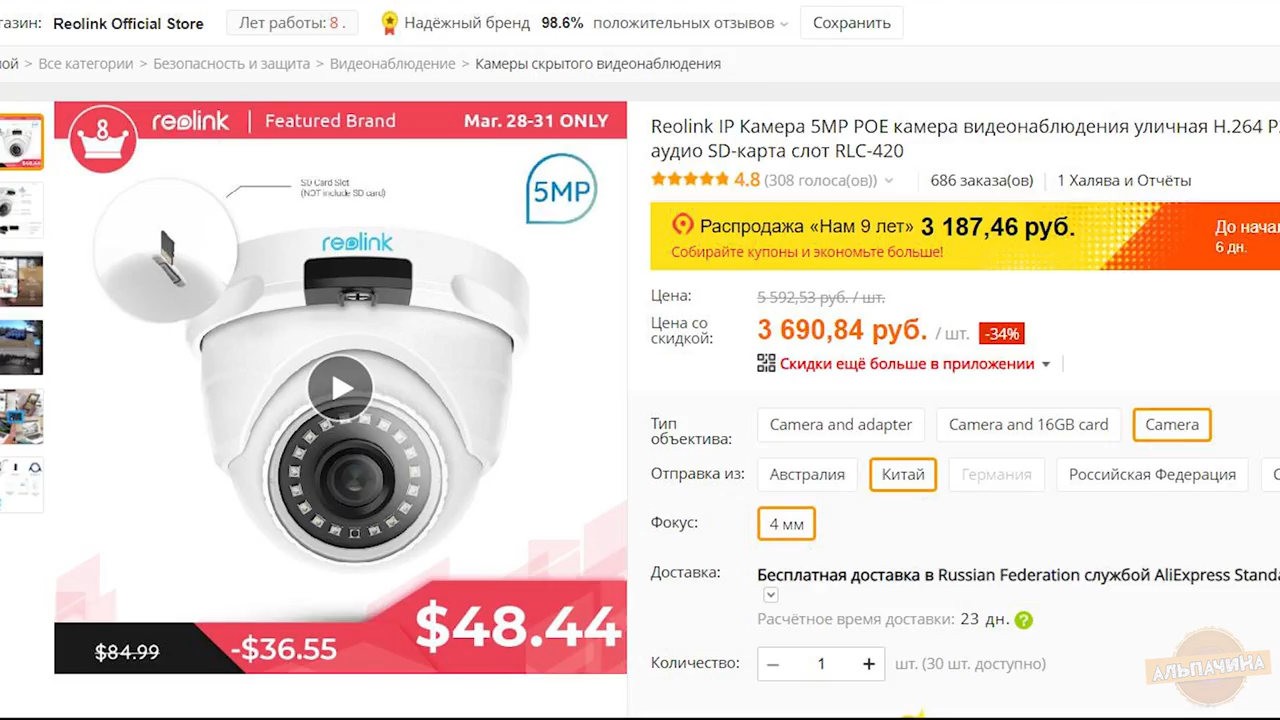 газин: Reolink Official Store Лет работы: 8 . Надёжный бренд 98.6% положительных отзывов Сохранить
ой > Все категории > Безопасность и защита > Видеонаблюдение > Камеры скрытого видеонаблюдения
8 reolink | Featured Brand Mar. 28-31 ONLY
SD Card Slot
(NOT include SD card)
5MP
reolink
$84.99 -$36.55 $48.44
Reolink IP Камера 5MP POE камера видеонаблюдения уличная H.264
аудио SD-карта слот RLC-420
4.8 (308 голоса(ов)) 686 заказа(ов) 1 Халява и Отчёты
Распродажа «Нам 9 лет» 3 187,46 руб.
Собирайте купоны и экономьте больше!
До нача
6 дн.
Цена: 5 592,53 руб. / шт.
Цена со
скидкой: 3 690,84 руб. / шт. -34%
Скидки ещё больше в приложении
Тип
объектива: Camera and adapter Camera and 16GB card Camera
Отправка из: Австралия Китай Германия Российская Федерация
Фокус: 4 мм
Доставка: Бесплатная доставка в Russian Federation службой AliExpress Standa
Расчётное время доставки: 23 дн. ?
Количество: − 1 + шт. (30 шт. доступно)
АЛЬПАЧИНА